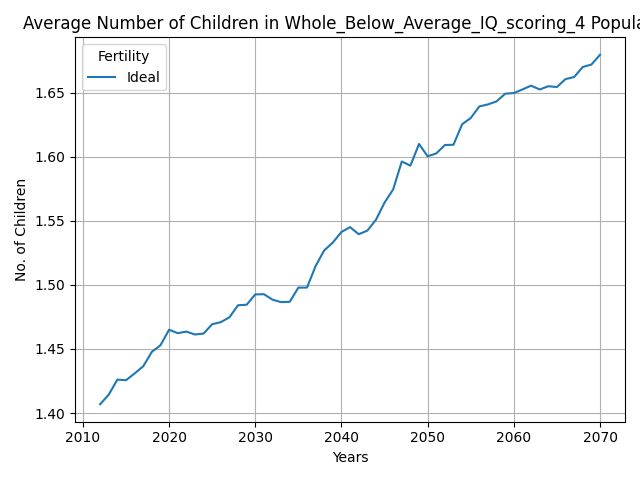 Average Number of Children in Whole_Below_Average_IQ_scoring_4 Popula
Fertility
Ideal
No. of Children
1.65
1.60
1.55
1.50
1.45
1.40
2010 2020 2030 2040 2050 2060 2070
Years